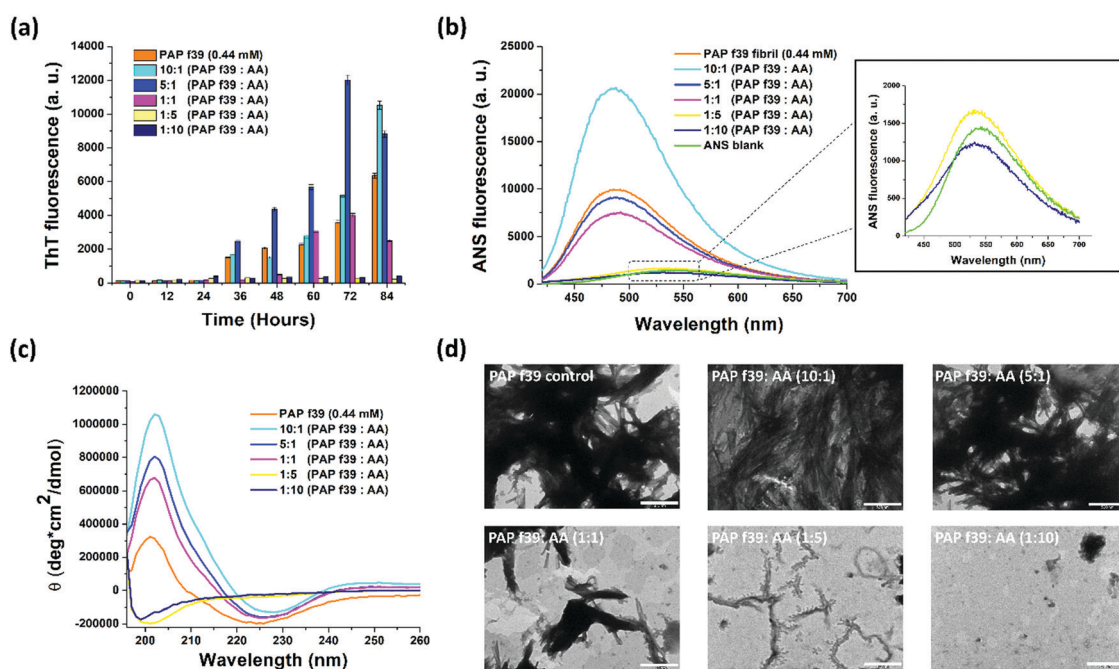 (a)
ThT fluorescence (a. u.)
14000
12000
10000
8000
6000
4000
2000
0
PAP f39 (0.44 mM)
10:1 (PAP f39 : AA)
5:1 (PAP f39 : AA)
1:1 (PAP f39 : AA)
1:5 (PAP f39 : AA)
1:10 (PAP f39 : AA)
0 12 24 36 48 60 72 84
Time (Hours)
(b)
ANS fluorescence (a. u.)
25000
20000
15000
10000
5000
0
PAP f39 fibril (0.44 mM)
10:1 (PAP f39 : AA)
5:1 (PAP f39 : AA)
1:1 (PAP f39 : AA)
1:5 (PAP f39 : AA)
1:10 (PAP f39 : AA)
ANS blank
450 500 550 600 650 700
Wavelength (nm)
ANS fluorescence (a. u.)
2000
1500
1000
500
0
450 500 550 600 650 700
Wavelength (nm)
(c)
θ (deg*cm2/dmol)
1200000
1000000
800000
600000
400000
200000
0
-200000
PAP f39 (0.44 mM)
10:1 (PAP f39 : AA)
5:1 (PAP f39 : AA)
1:1 (PAP f39 : AA)
1:5 (PAP f39 : AA)
1:10 (PAP f39 : AA)
200 210 220 230 240 250 260
Wavelength (nm)
(d)
PAP f39 control
PAP f39: AA (10:1)
PAP f39: AA (5:1)
PAP f39: AA (1:1)
PAP f39: AA (1:5)
PAP f39: AA (1:10)